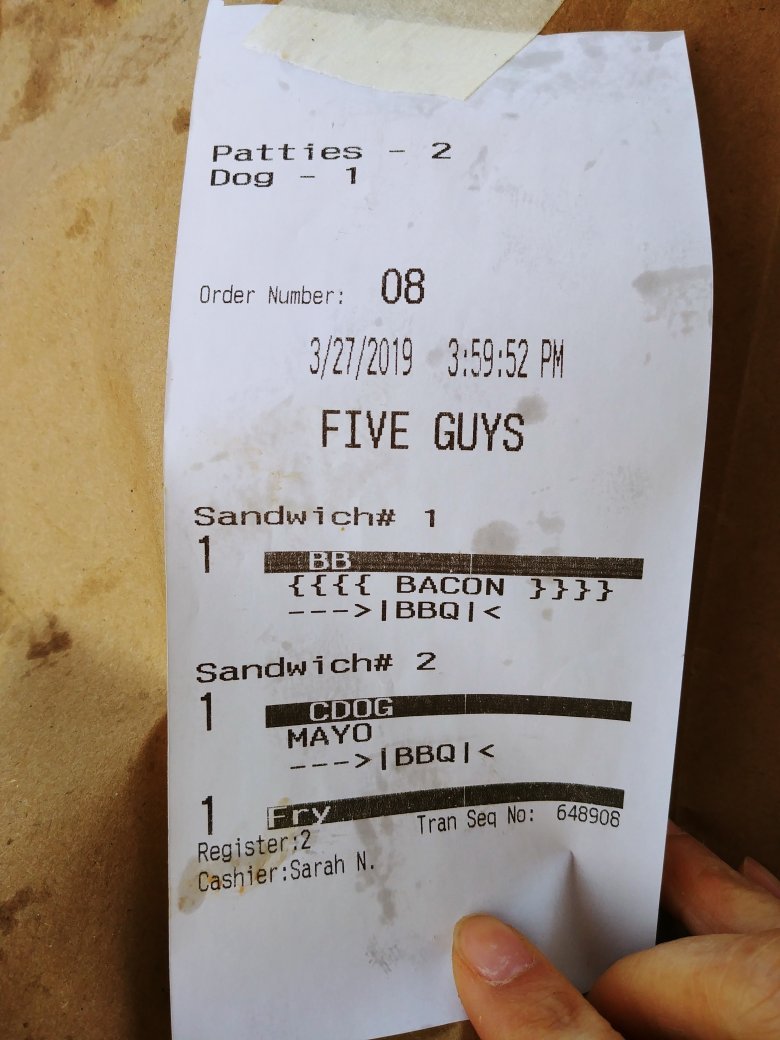 Patties - 2
Dog - 1
Order Number: 08
3/27/2019 3:59:52 PM
FIVE GUYS
Sandwich# 1
1 BB
{{{{ BACON }}}}
--->|BBQ|<
Sandwich# 2
1 CDOG
MAYO
--->|BBQ|<
1 Fry
Register:2 Tran Seq No: 648908
Cashier:Sarah N.